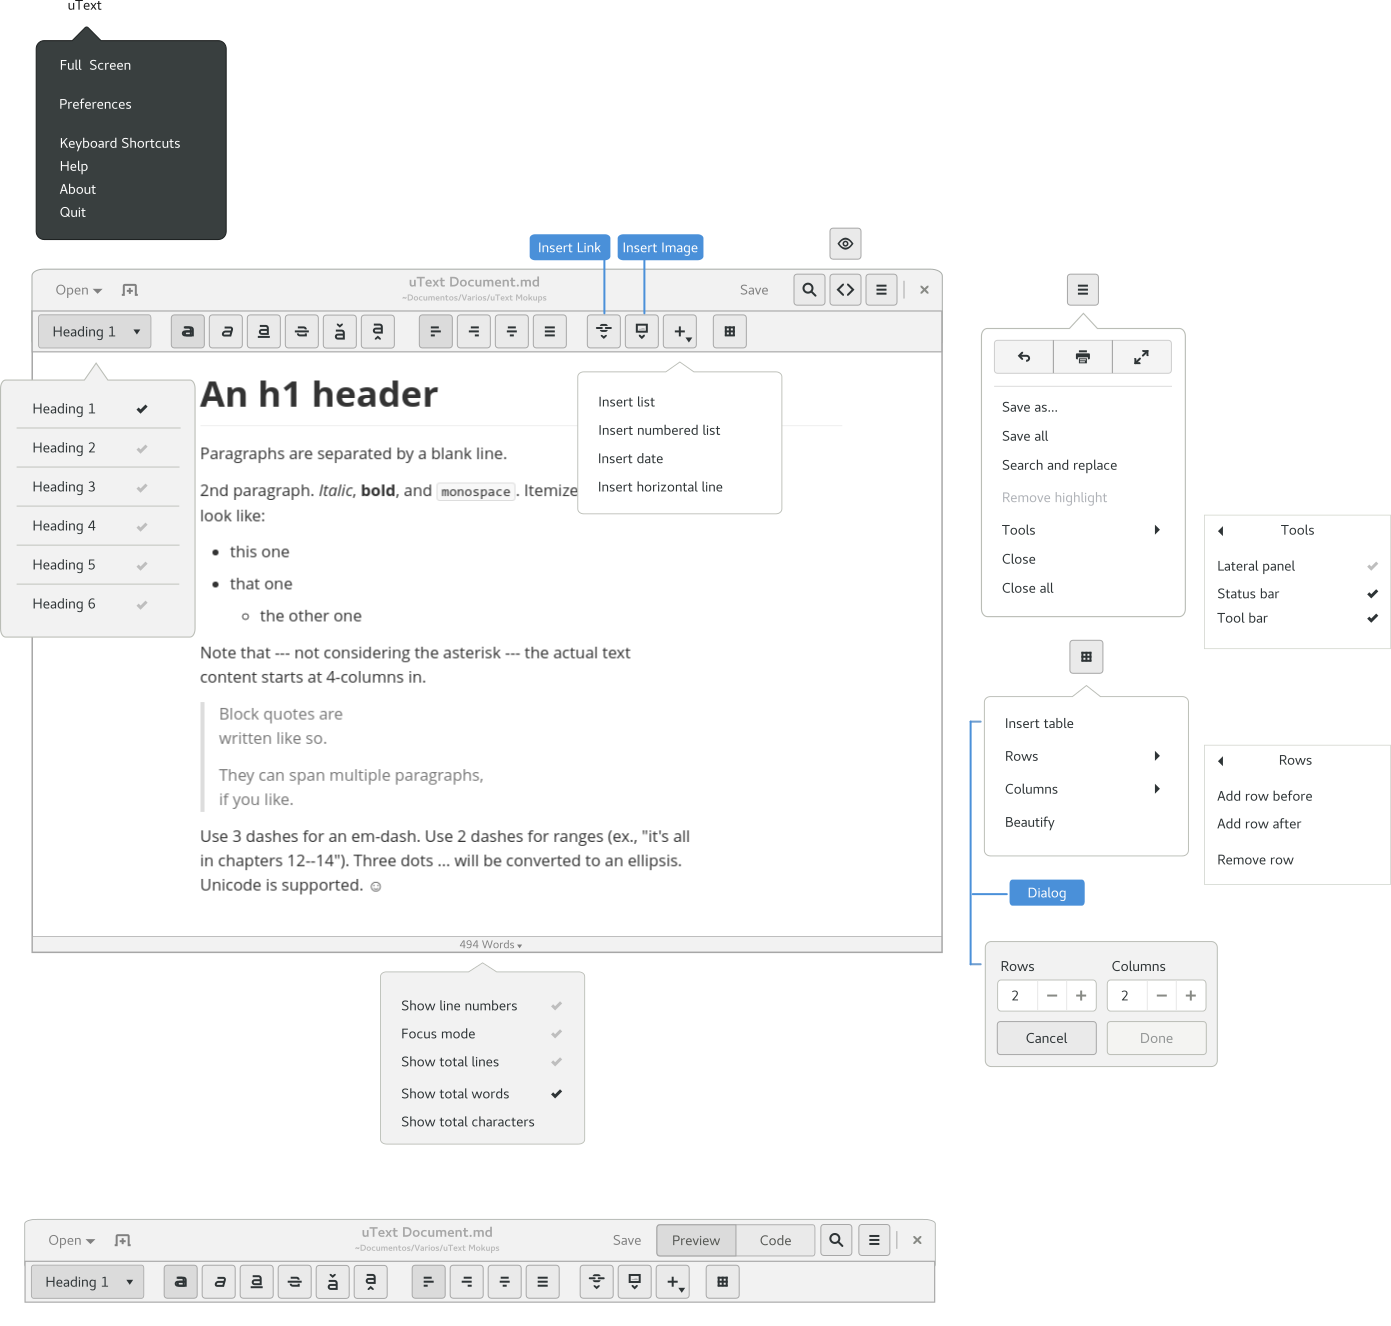 uText
Full Screen
Preferences
Keyboard Shortcuts
Help
About
Quit
Insert Link
Insert Image
Open
uText Document.md
~Documentos/Varios/uText Mokups
Save
Heading 1
a a a a a
Heading 1
Heading 2
Heading 3
Heading 4
Heading 5
Heading 6
An h1 header
Paragraphs are separated by a blank line.
2nd paragraph. Italic, bold, and monospace. Itemize
look like:
this one
that one
the other one
Note that --- not considering the asterisk --- the actual text
content starts at 4-columns in.
Block quotes are
written like so.
They can span multiple paragraphs,
if you like.
Use 3 dashes for an em-dash. Use 2 dashes for ranges (ex., "it's all
in chapters 12--14"). Three dots ... will be converted to an ellipsis.
Unicode is supported. ☺
Insert list
Insert numbered list
Insert date
Insert horizontal line
494 Words
Show line numbers
Focus mode
Show total lines
Show total words
Show total characters
Save as...
Save all
Search and replace
Remove highlight
Tools
Close
Close all
Tools
Lateral panel
Status bar
Tool bar
Insert table
Rows
Columns
Beautify
Rows
Add row before
Add row after
Remove row
Dialog
Rows
Columns
2 − +
2 − +
Cancel
Done
Open
uText Document.md
~Documentos/Varios/uText Mokups
Save
Preview
Code
Heading 1
a a a a a